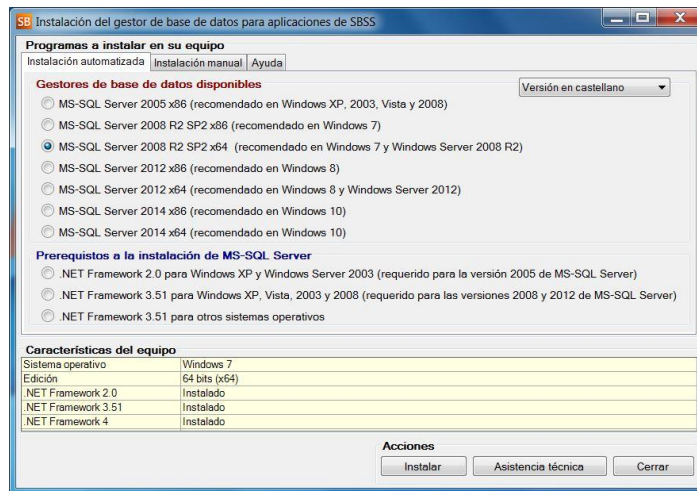 SB Instalación del gestor de base de datos para aplicaciones de SBSS
Programas a instalar en su equipo
Instalación automatizada Instalación manual Ayuda
Gestores de base de datos disponibles
Versión en castellano
MS-SQL Server 2005 x86 (recomendado en Windows XP, 2003, Vista y 2008)
MS-SQL Server 2008 R2 SP2 x86 (recomendado en Windows 7)
MS-SQL Server 2008 R2 SP2 x64 (recomendado en Windows 7 y Windows Server 2008 R2)
MS-SQL Server 2012 x86 (recomendado en Windows 8)
MS-SQL Server 2012 x64 (recomendado en Windows 8 y Windows Server 2012)
MS-SQL Server 2014 x86 (recomendado en Windows 10)
MS-SQL Server 2014 x64 (recomendado en Windows 10)
Prerequistos a la instalación de MS-SQL Server
.NET Framework 2.0 para Windows XP y Windows Server 2003 (requerido para la versión 2005 de MS-SQL Server)
.NET Framework 3.51 para Windows XP, Vista, 2003 y 2008 (requerido para las versiones 2008 y 2012 de MS-SQL Server)
.NET Framework 3.51 para otros sistemas operativos
Características del equipo
Sistema operativo Windows 7
Edición 64 bits (x64)
.NET Framework 2.0 Instalado
.NET Framework 3.51 Instalado
.NET Framework 4 Instalado
Acciones
Instalar Asistencia técnica Cerrar